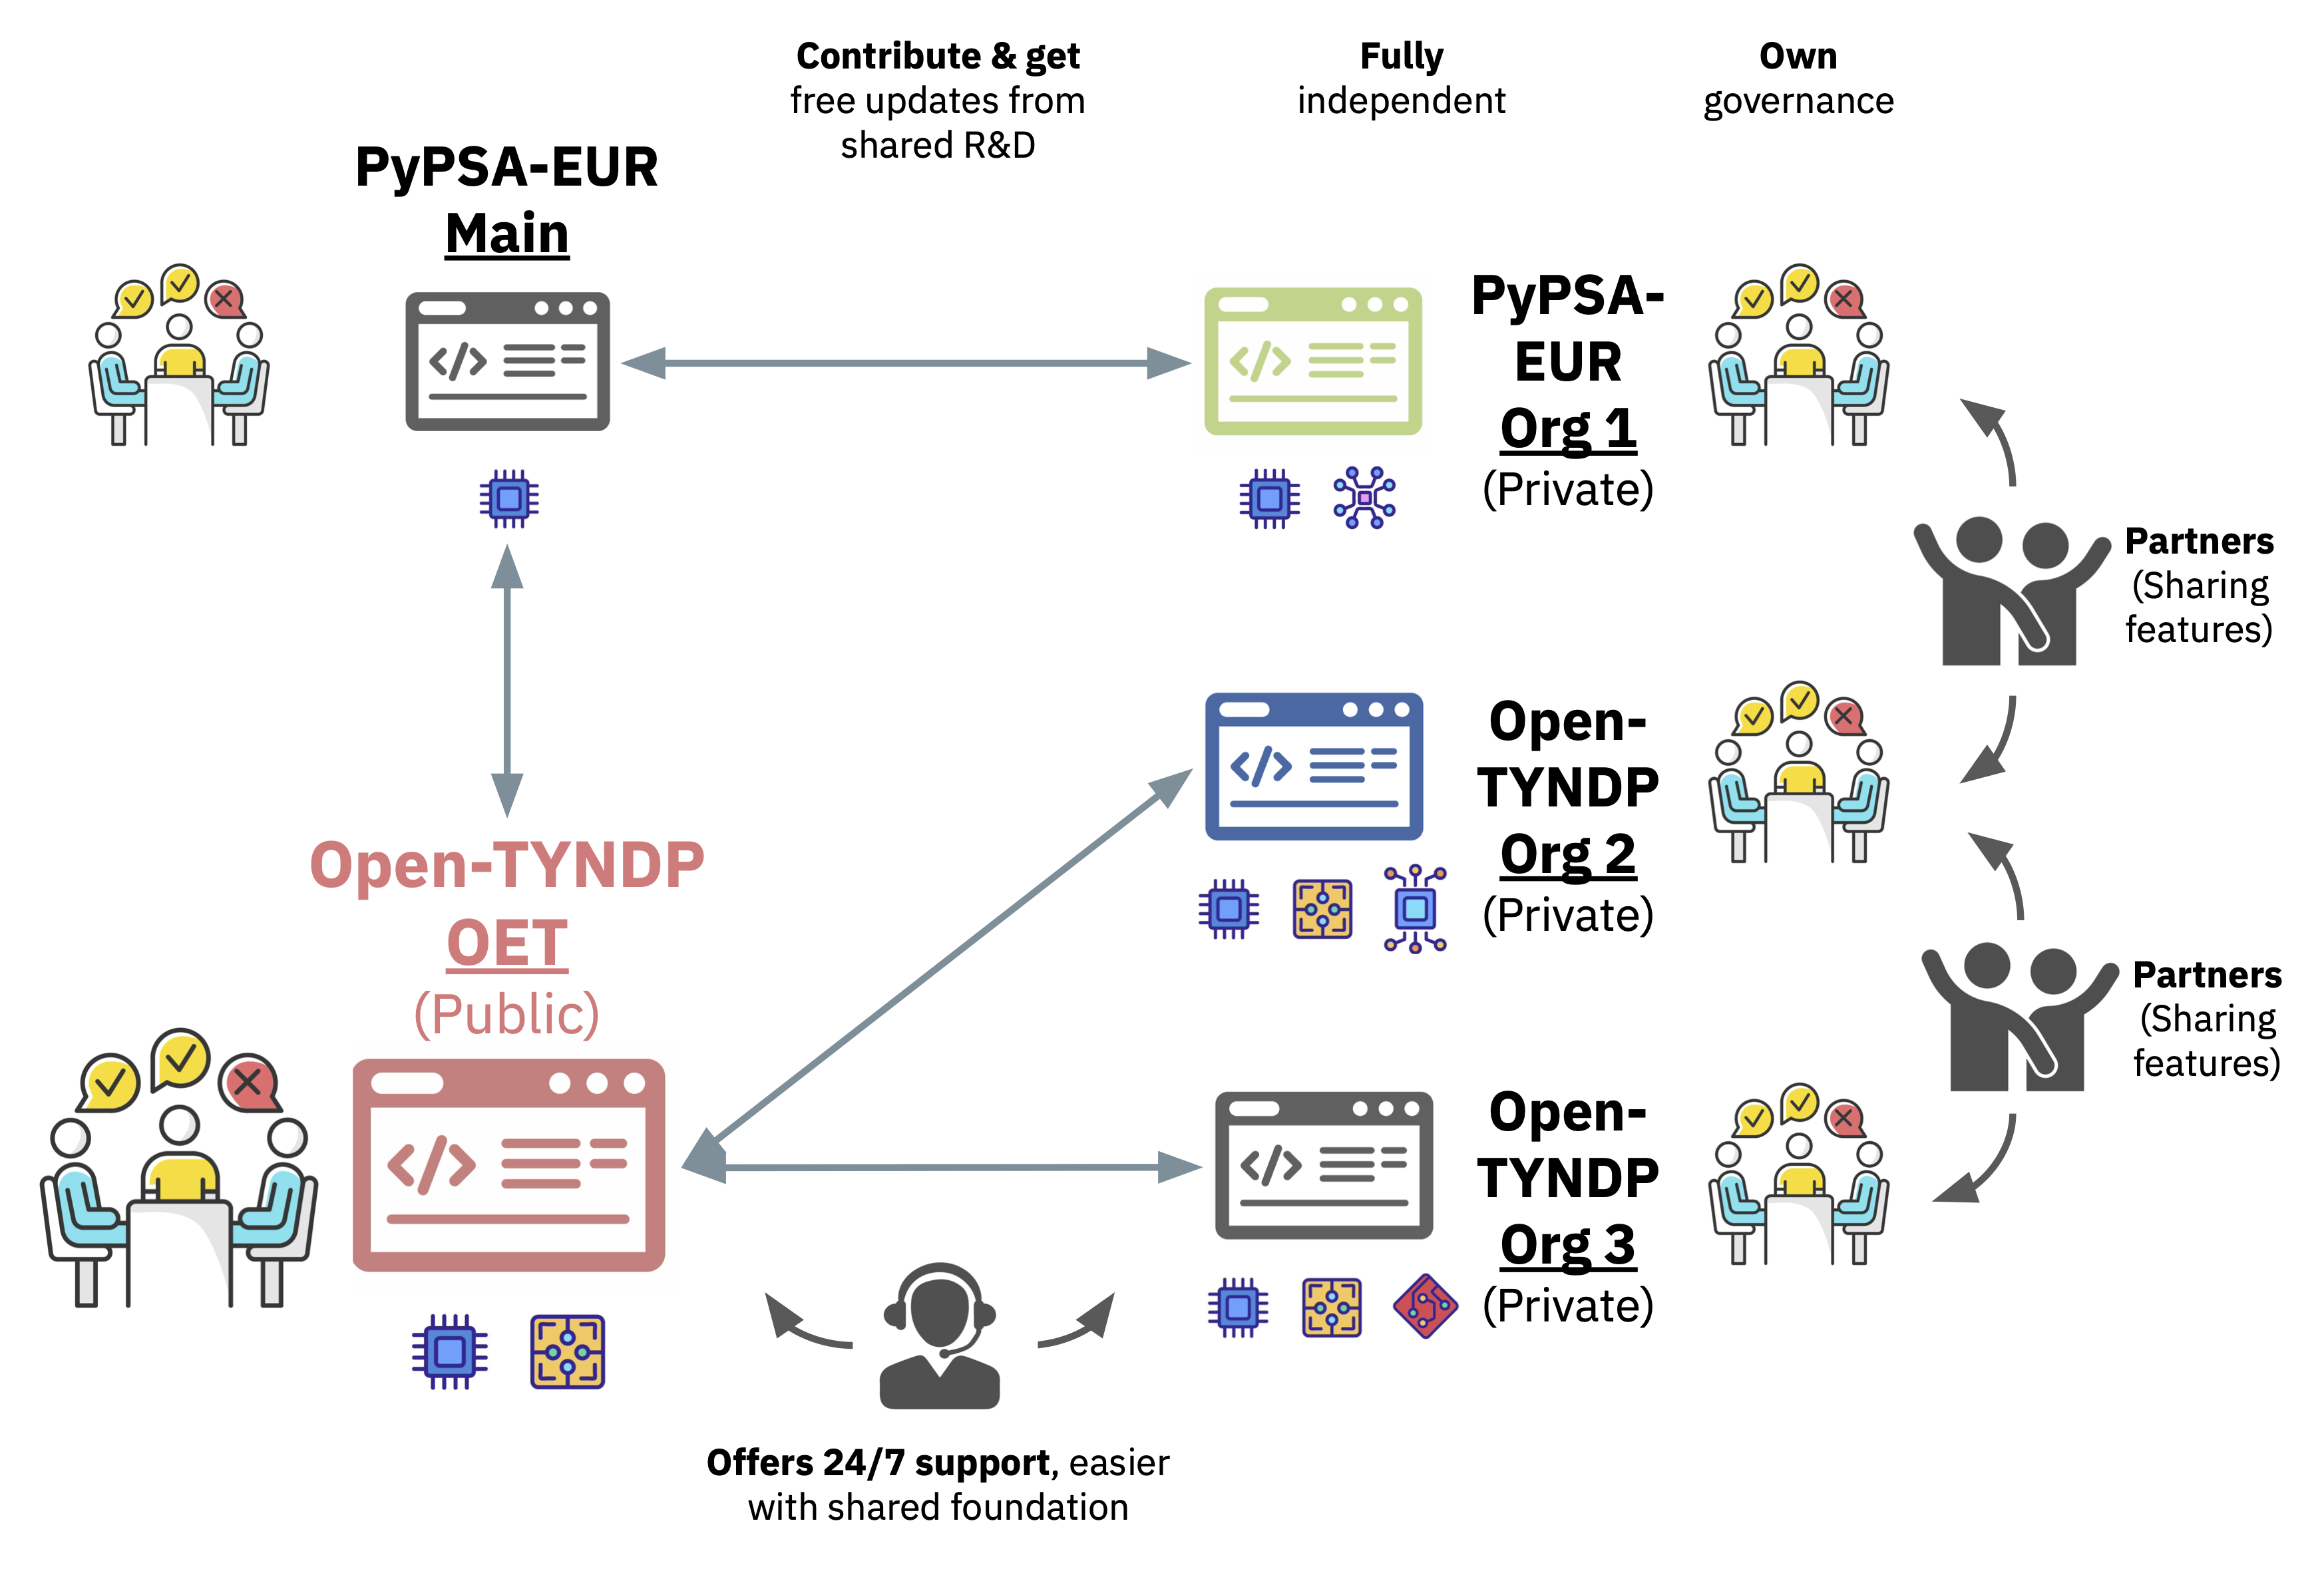 Contribute & get
free updates from
shared R&D
Fully
independent
Own
governance
PyPSA-EUR
Main
PyPSA-
EUR
Org 1
(Private)
Partners
(Sharing
features)
Open-
TYNDP
Org 2
(Private)
Open-TYNDP
OET
(Public)
Partners
(Sharing
features)
Open-
TYNDP
Org 3
(Private)
Offers 24/7 support, easier
with shared foundation